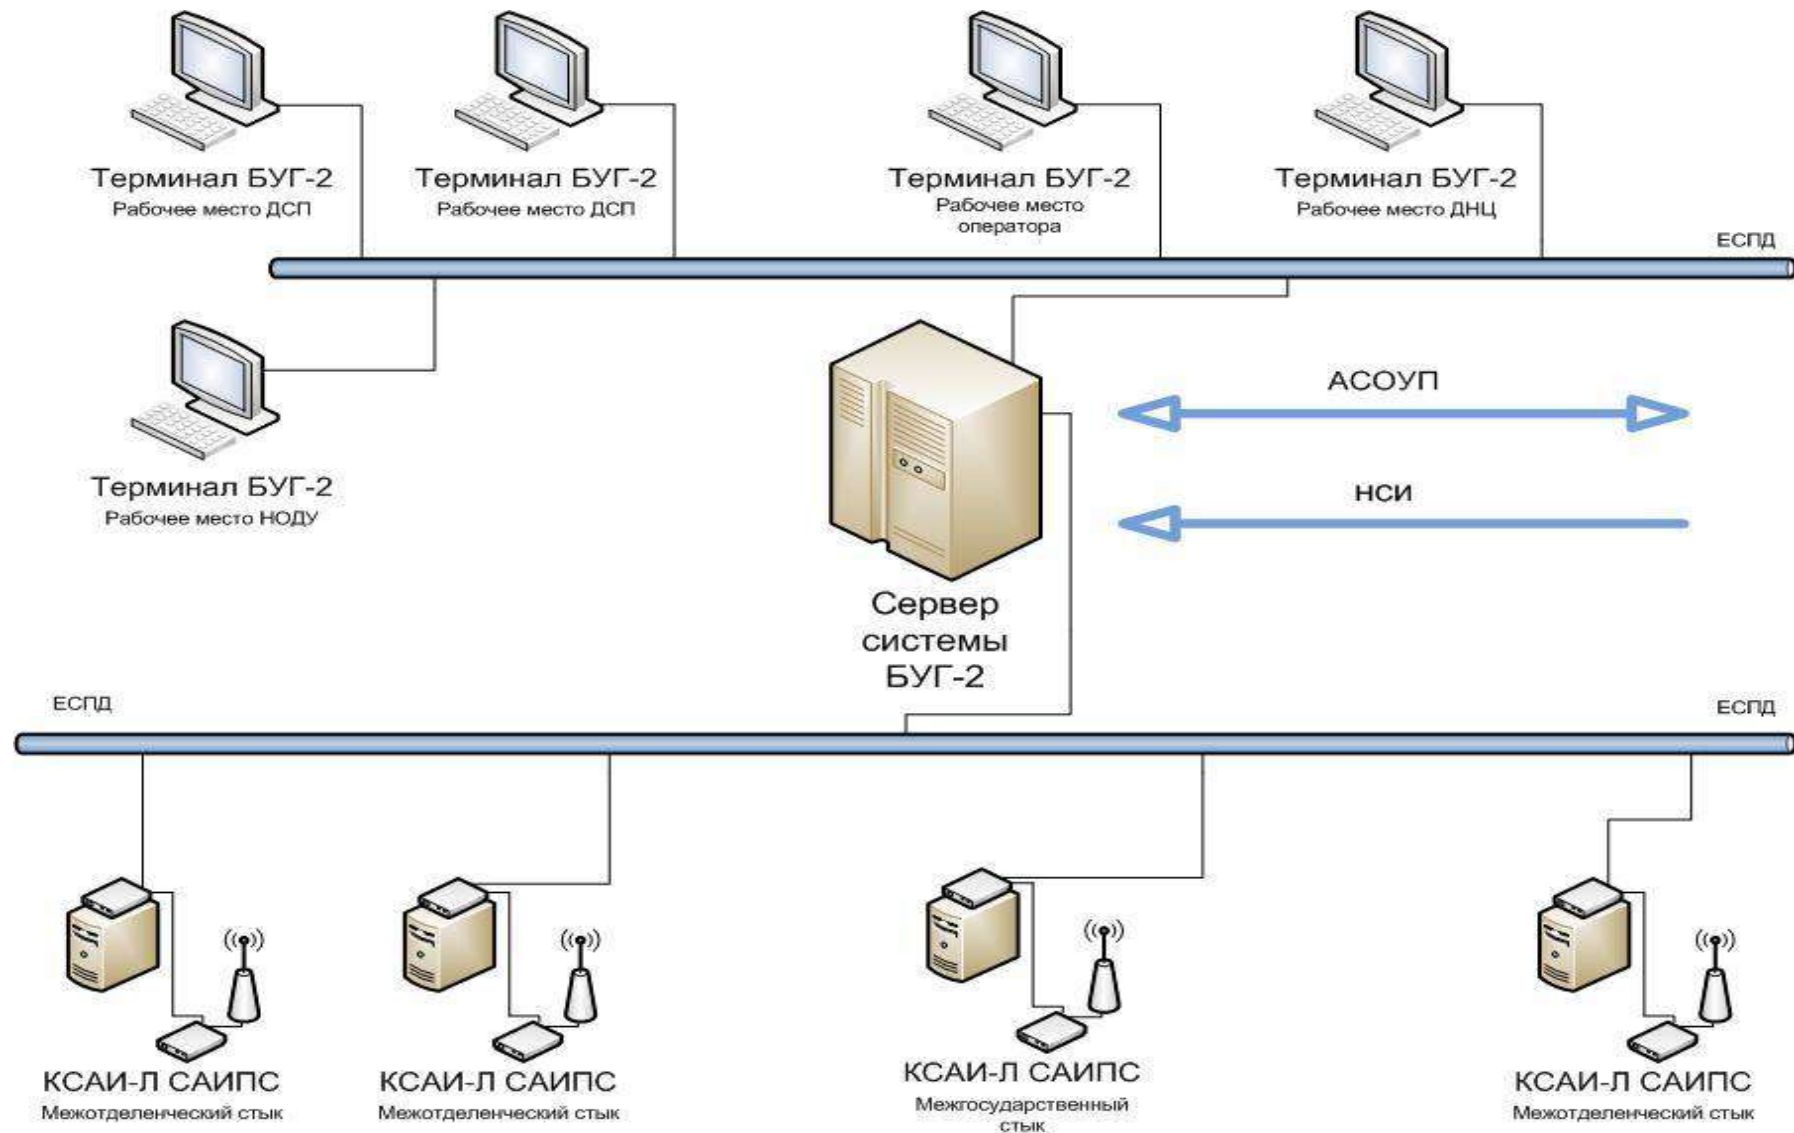 Терминал БУГ-2
Рабочее место ДСП
Терминал БУГ-2
Рабочее место ДСП
Терминал БУГ-2
Рабочее место
оператора
Терминал БУГ-2
Рабочее место ДНЦ
ЕСПД
Терминал БУГ-2
Рабочее место НОДУ
АСОУП
НСИ
Сервер
системы
БУГ-2
ЕСПД
ЕСПД
КСАИ-Л САИПС
Межотделенческий стык
КСАИ-Л САИПС
Межотделенческий стык
КСАИ-Л САИПС
Межгосударственный
стык
КСАИ-Л САИПС
Межотделенческий стык